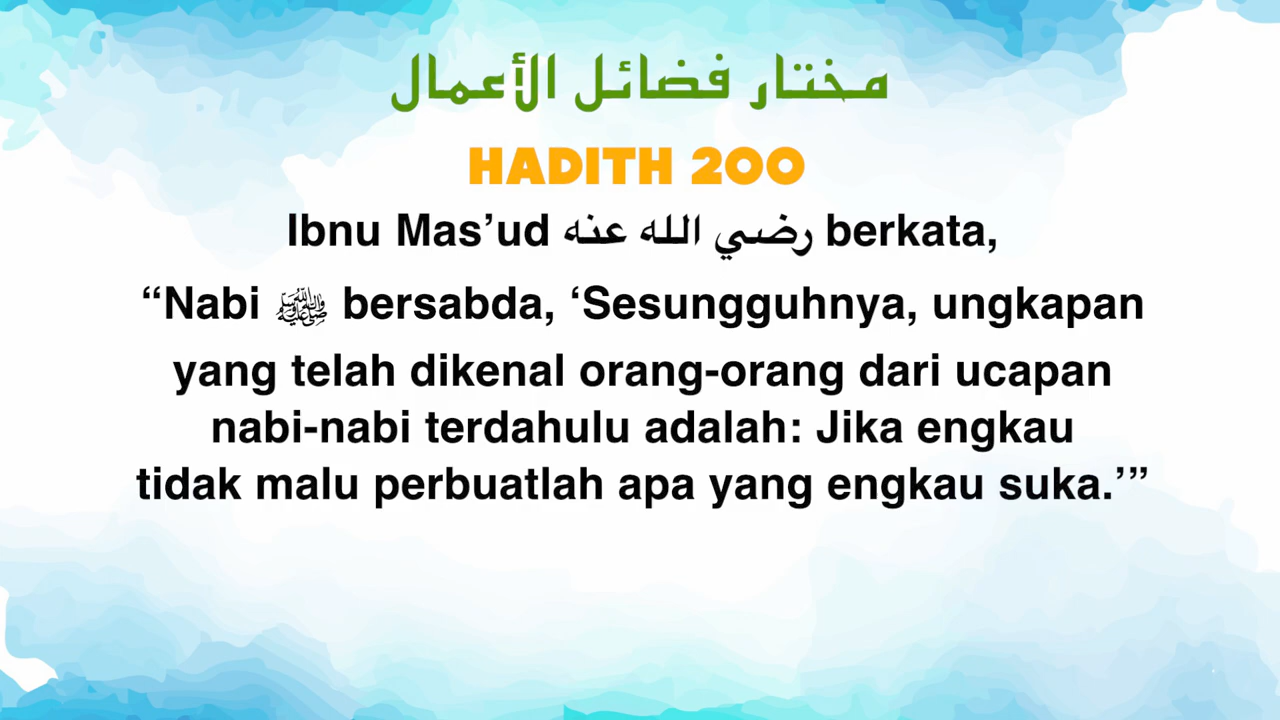 مختار فضائل الأعمال
HADITH 200
Ibnu Mas’ud رضي الله عنه berkata,
“Nabi ﷺ bersabda, ‘Sesungguhnya, ungkapan
yang telah dikenal orang-orang dari ucapan
nabi-nabi terdahulu adalah: Jika engkau
tidak malu perbuatlah apa yang engkau suka.’”